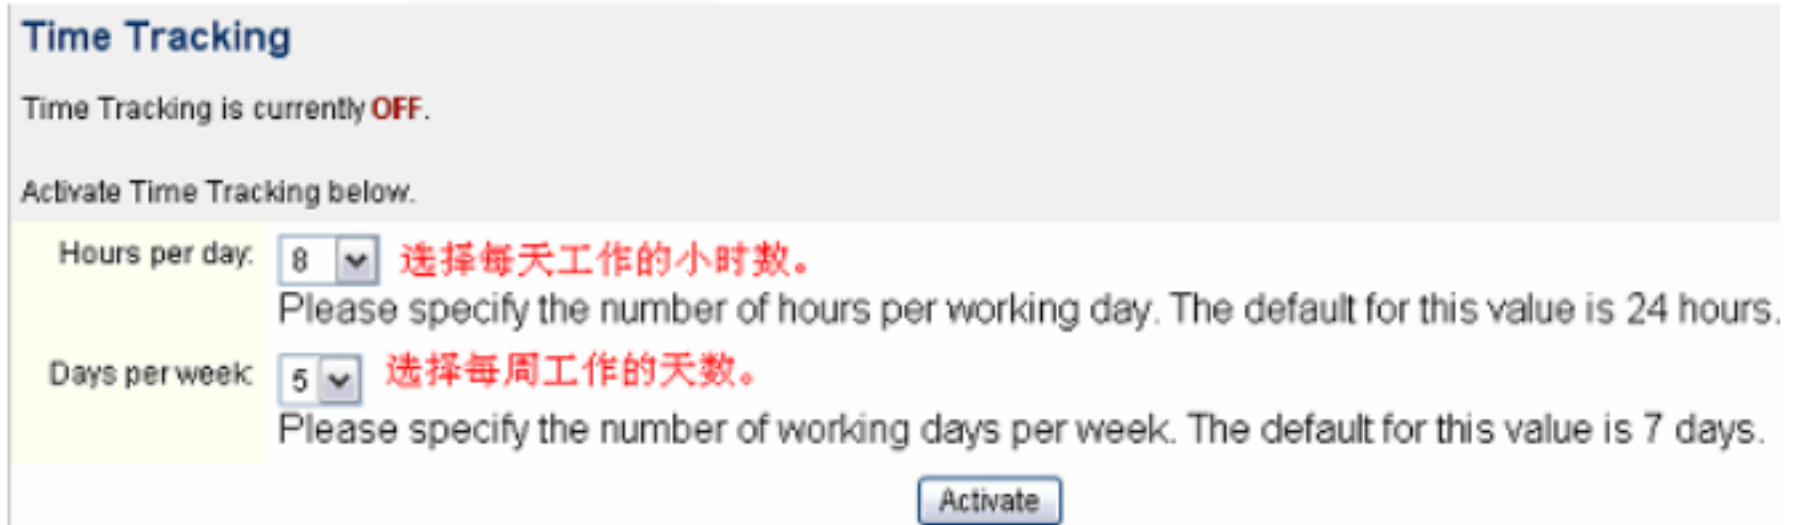 Time Tracking
Time Tracking is currently OFF.
Activate Time Tracking below.
Hours per day: 8 选择每天工作的小时数。
Please specify the number of hours per working day. The default for this value is 24 hours.
Days per week: 5 选择每周工作的天数。
Please specify the number of working days per week. The default for this value is 7 days.
Activate